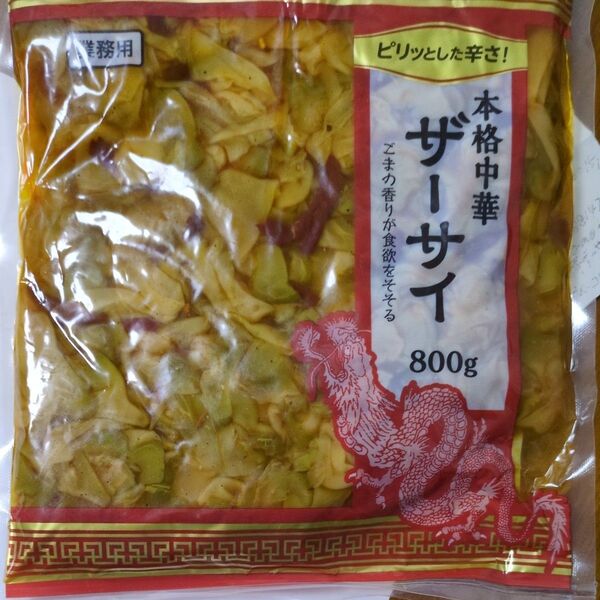 業務用
ピリッとした辛さ!
本格中華
ザーサイ
ごまの香りが食欲をそそる
800g